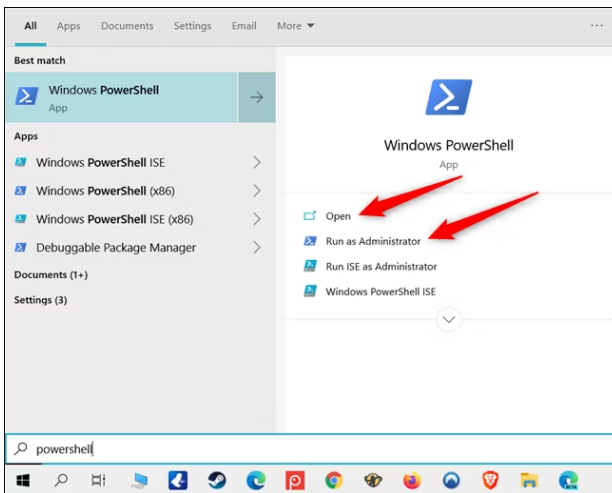 All Apps Documents Settings Email More
Best match
Windows PowerShell
App
Apps
Windows PowerShell ISE
Windows PowerShell (x86)
Windows PowerShell ISE (x86)
Debuggable Package Manager
Documents (1+)
Settings (3)
Windows PowerShell
App
Open
Run as Administrator
Run ISE as Administrator
Windows PowerShell ISE
powershell